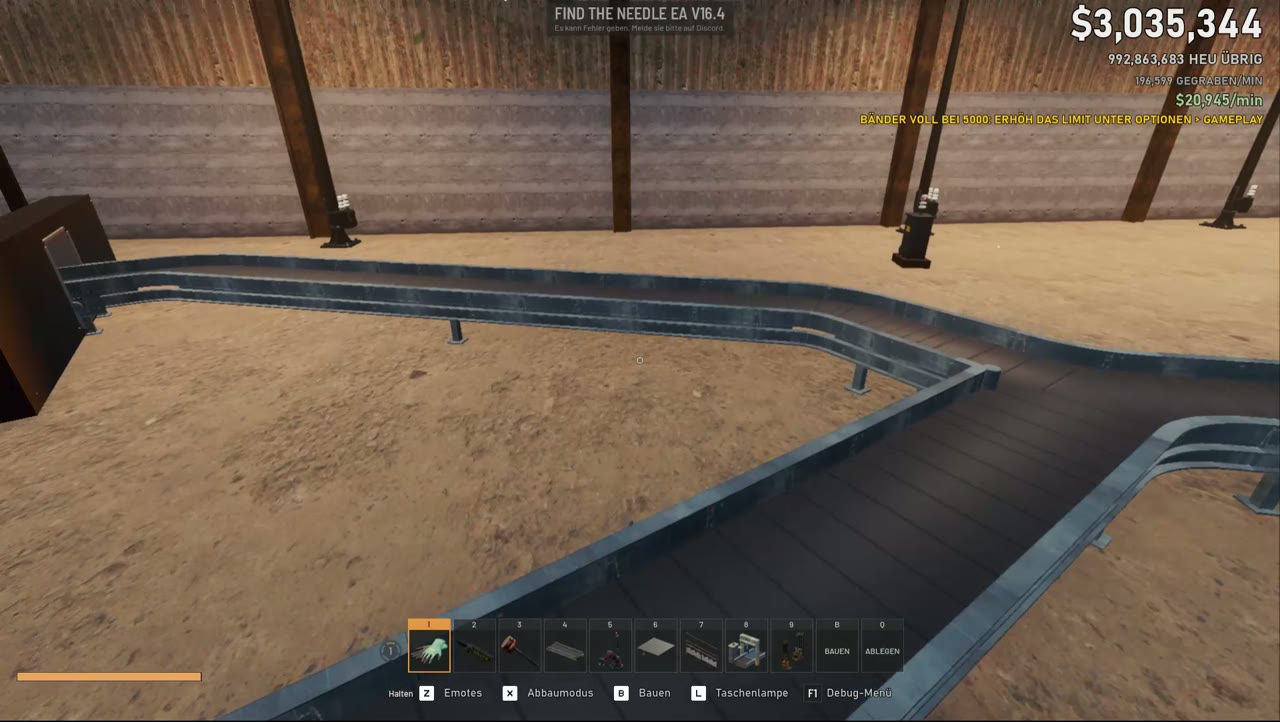 FIND THE NEEDLE EA V16.4
Es kann Fehler geben. Melde sie bitte auf Discord.
$3,035,344
992,863,683 HEU ÜBRIG
196,599 GEGRABEN/MIN
$20,945/min
BÄNDER VOLL BEI 5000: ERHÖH DAS LIMIT UNTER OPTIONEN > GAMEPLAY
1 2 3 4 5 6 7 8 9 B Q
1
BAUEN ABLEGEN
Halten Z Emotes X Abbaumodus B Bauen L Taschenlampe F1 Debug-Menü